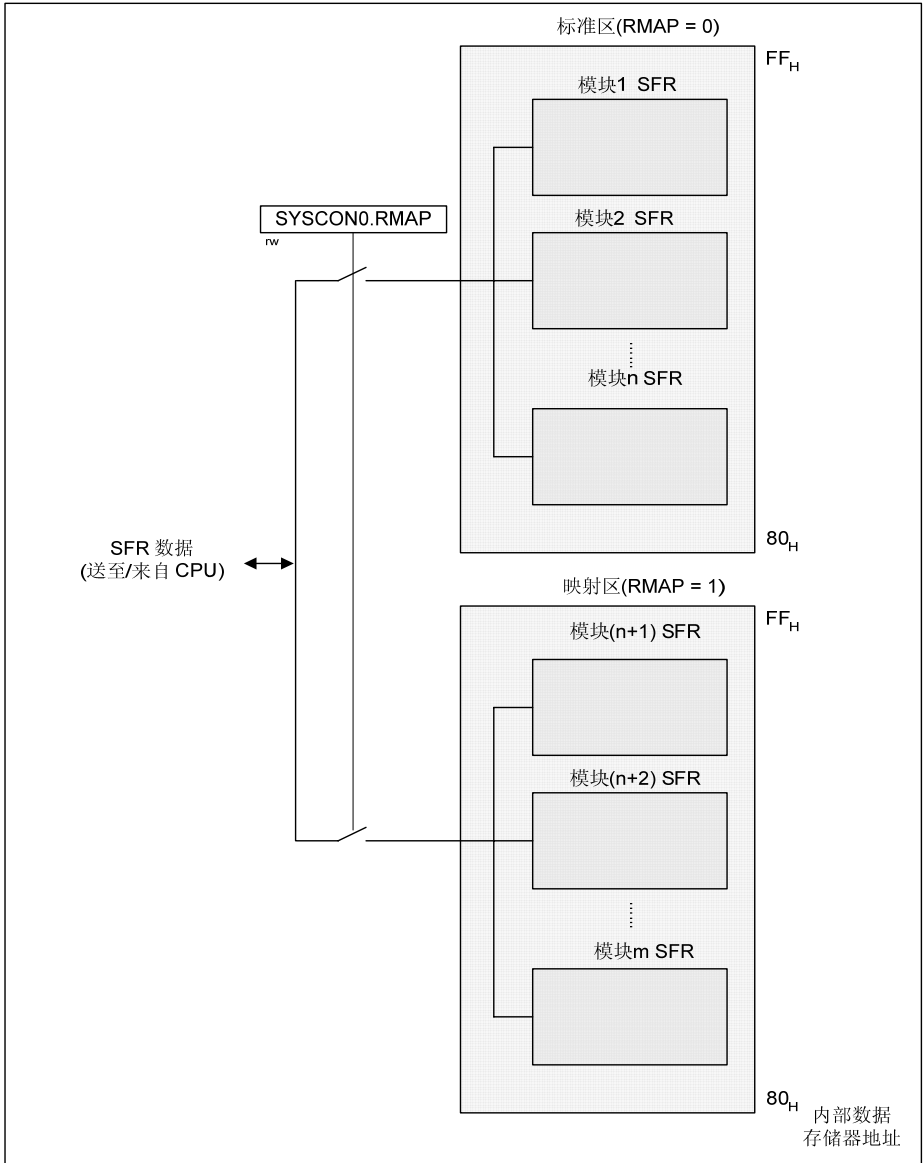 标准区(RMAP = 0)
FFH
模块1 SFR
SYSCON0.RMAP
rw
模块2 SFR
模块n SFR
80H
SFR 数据
(送至/来自 CPU)
映射区(RMAP = 1)
FFH
模块(n+1) SFR
模块(n+2) SFR
模块m SFR
80H
内部数据
存储器地址